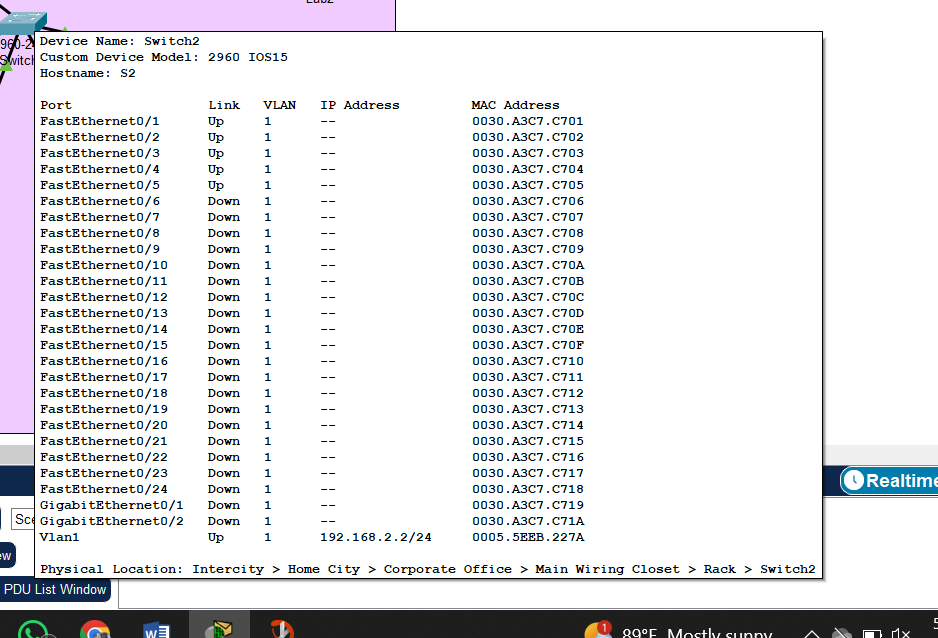 Lab2
960-2
Switch
Device Name: Switch2
Custom Device Model: 2960 IOS15
Hostname: S2
Port Link VLAN IP Address MAC Address
FastEthernet0/1 Up 1 -- 0030.A3C7.C701
FastEthernet0/2 Up 1 -- 0030.A3C7.C702
FastEthernet0/3 Up 1 -- 0030.A3C7.C703
FastEthernet0/4 Up 1 -- 0030.A3C7.C704
FastEthernet0/5 Up 1 -- 0030.A3C7.C705
FastEthernet0/6 Down 1 -- 0030.A3C7.C706
FastEthernet0/7 Down 1 -- 0030.A3C7.C707
FastEthernet0/8 Down 1 -- 0030.A3C7.C708
FastEthernet0/9 Down 1 -- 0030.A3C7.C709
FastEthernet0/10 Down 1 -- 0030.A3C7.C70A
FastEthernet0/11 Down 1 -- 0030.A3C7.C70B
FastEthernet0/12 Down 1 -- 0030.A3C7.C70C
FastEthernet0/13 Down 1 -- 0030.A3C7.C70D
FastEthernet0/14 Down 1 -- 0030.A3C7.C70E
FastEthernet0/15 Down 1 -- 0030.A3C7.C70F
FastEthernet0/16 Down 1 -- 0030.A3C7.C710
FastEthernet0/17 Down 1 -- 0030.A3C7.C711
FastEthernet0/18 Down 1 -- 0030.A3C7.C712
FastEthernet0/19 Down 1 -- 0030.A3C7.C713
FastEthernet0/20 Down 1 -- 0030.A3C7.C714
FastEthernet0/21 Down 1 -- 0030.A3C7.C715
FastEthernet0/22 Down 1 -- 0030.A3C7.C716
FastEthernet0/23 Down 1 -- 0030.A3C7.C717
FastEthernet0/24 Down 1 -- 0030.A3C7.C718
GigabitEthernet0/1 Down 1 -- 0030.A3C7.C719
GigabitEthernet0/2 Down 1 -- 0030.A3C7.C71A
Vlan1 Up 1 192.168.2.2/24 0005.5EEB.227A
Physical Location: Intercity > Home City > Corporate Office > Main Wiring Closet > Rack > Switch2
Realtime
Sce
ew
PDU List Window
1
89°F Mostly sunny
5